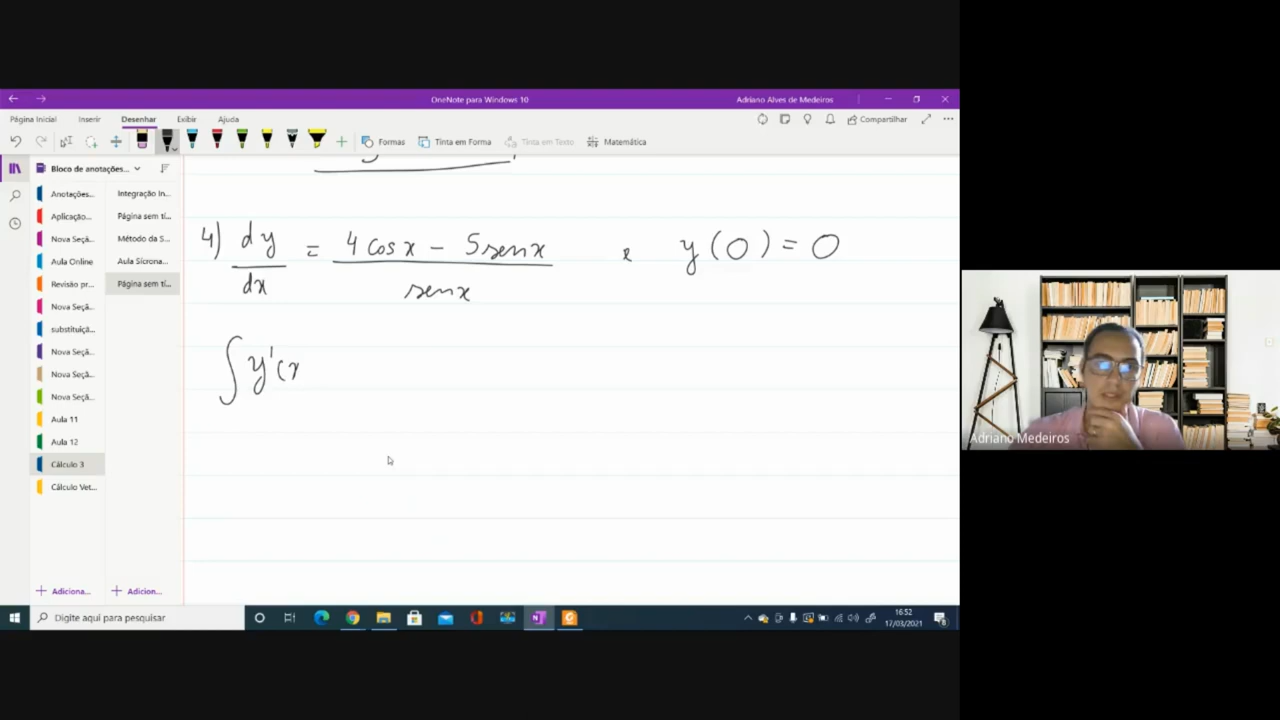 OneNote para Windows 10
Adriano Alves de Medeiros
Página Inicial Inserir Desenhar Exibir Ajuda
Compartilhar
Formas Tinta em Forma Tinta em Texto Matemática
Bloco de anotações...
Anotações...
Aplicação...
Nova Seçã...
Aula Online
Revisão pr...
Nova Seçã...
substituiçã...
Nova Seçã...
Nova Seçã...
Nova Seçã...
Aula 11
Aula 12
Cálculo 3
Cálculo Vet...
Integração In...
Página sem tí...
Método da S...
Aula Síncrona...
Página sem tí...
4) dy/dx = (4 cos x - 5 sen x)/sen x e y(0) = 0
∫ y'(x
Adriano Medeiros
Adiciona... Adicion...
Digite aqui para pesquisar
16:52
17/03/2021